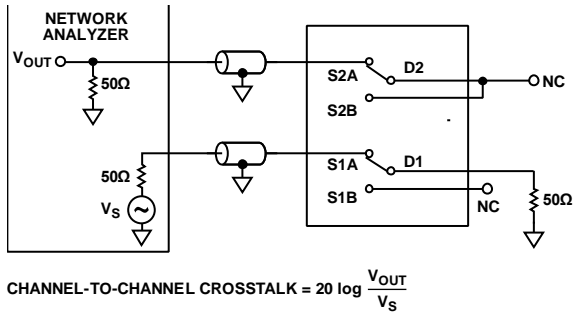 NETWORK
ANALYZER
VOUT
50Ω
S2A
D2
NC
S2B
50Ω
VS
S1A
D1
S1B
NC
50Ω
CHANNEL-TO-CHANNEL CROSSTALK = 20 log VOUT
VS